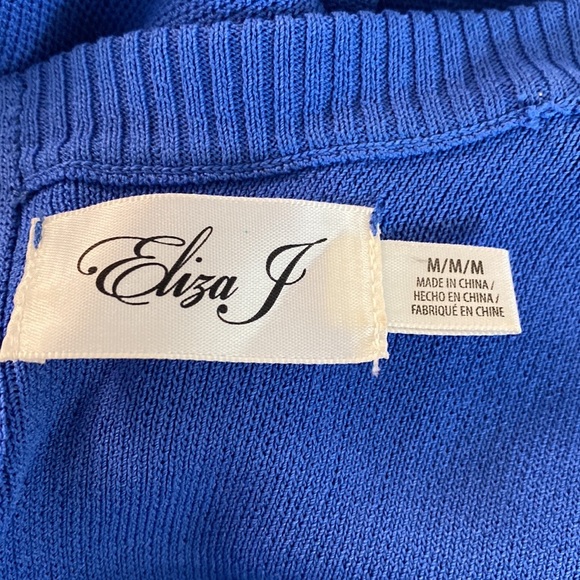 Eliza J
M/M/M
MADE IN CHINA /
HECHO EN CHINA /
FABRIQUÉ EN CHINE